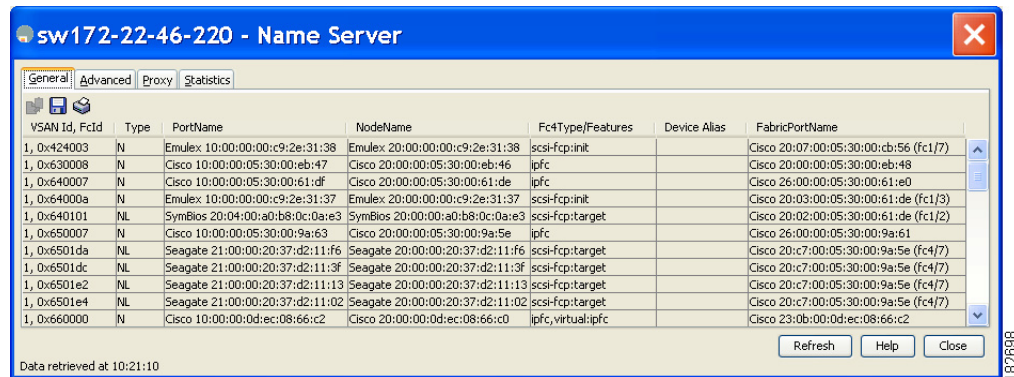 sw172-22-46-220 - Name Server
General Advanced Proxy Statistics
VSAN Id, FcId Type PortName NodeName Fc4Type/Features Device Alias FabricPortName
1, 0x424003 N Emulex 10:00:00:00:c9:2e:31:38 Emulex 20:00:00:00:c9:2e:31:38 scsi-fcp:init Cisco 20:07:00:05:30:00:cb:56 (fc1/7)
1, 0x630008 N Cisco 10:00:00:05:30:00:eb:47 Cisco 20:00:00:05:30:00:eb:46 ipfc Cisco 20:00:00:05:30:00:eb:48
1, 0x640007 N Cisco 10:00:00:05:30:00:61:df Cisco 20:00:00:05:30:00:61:de ipfc Cisco 26:00:00:05:30:00:61:e0
1, 0x64000a N Emulex 10:00:00:00:c9:2e:31:37 Emulex 20:00:00:00:c9:2e:31:37 scsi-fcp:init Cisco 20:03:00:05:30:00:61:de (fc1/3)
1, 0x640101 NL SymBios 20:04:00:a0:b8:0c:0a:e3 SymBios 20:00:00:a0:b8:0c:0a:e3 scsi-fcp:target Cisco 20:02:00:05:30:00:61:de (fc1/2)
1, 0x650007 N Cisco 10:00:00:05:30:00:9a:63 Cisco 20:00:00:05:30:00:9a:5e ipfc Cisco 26:00:00:05:30:00:9a:61
1, 0x6501da NL Seagate 21:00:00:20:37:d2:11:f6 Seagate 20:00:00:20:37:d2:11:f6 scsi-fcp:target Cisco 20:c7:00:05:30:00:9a:5e (fc4/7)
1, 0x6501dc NL Seagate 21:00:00:20:37:d2:11:3f Seagate 20:00:00:20:37:d2:11:3f scsi-fcp:target Cisco 20:c7:00:05:30:00:9a:5e (fc4/7)
1, 0x6501e2 NL Seagate 21:00:00:20:37:d2:11:13 Seagate 20:00:00:20:37:d2:11:13 scsi-fcp:target Cisco 20:c7:00:05:30:00:9a:5e (fc4/7)
1, 0x6501e4 NL Seagate 21:00:00:20:37:d2:11:02 Seagate 20:00:00:20:37:d2:11:02 scsi-fcp:target Cisco 20:c7:00:05:30:00:9a:5e (fc4/7)
1, 0x660000 N Cisco 10:00:00:0d:ec:08:66:c2 Cisco 20:00:00:0d:ec:08:66:c0 ipfc,virtual:ipfc Cisco 23:0b:00:0d:ec:08:66:c2
Refresh Help Close
Data retrieved at 10:21:10
182698